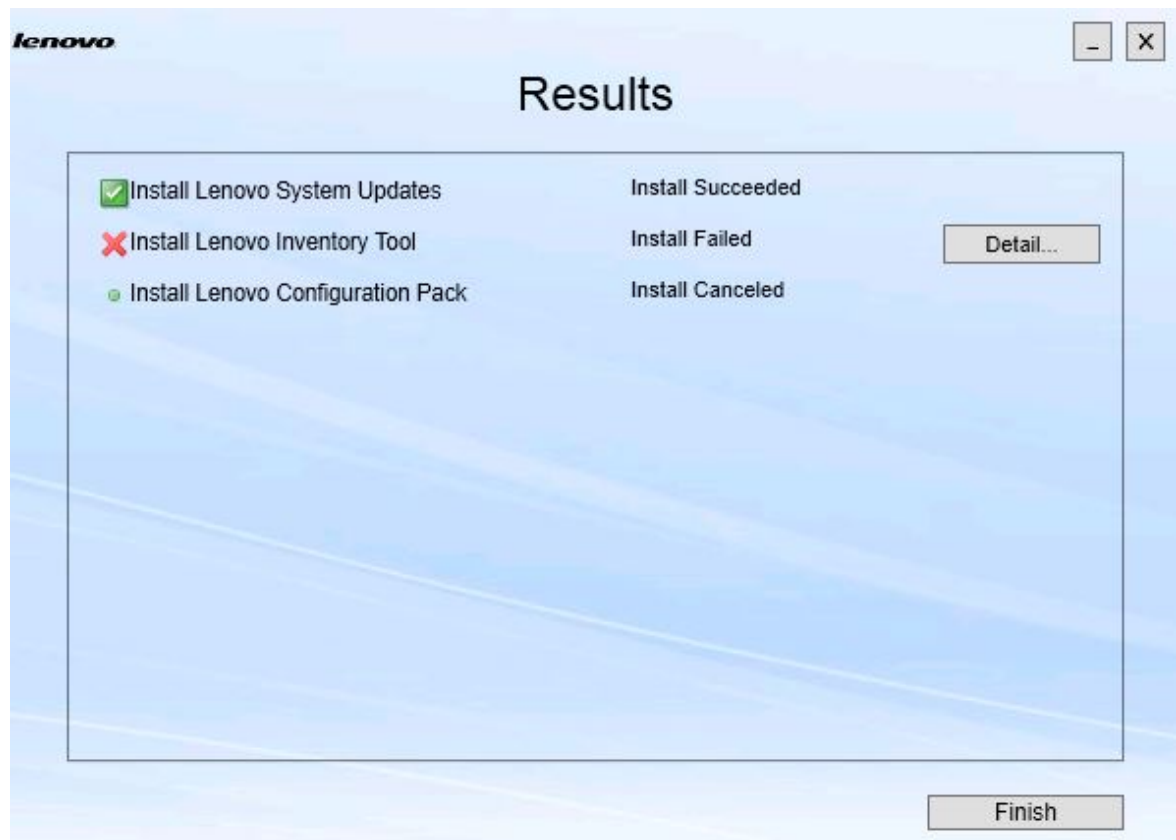 lenovo
Results
Install Lenovo System Updates Install Succeeded
Install Lenovo Inventory Tool Install Failed Detail...
Install Lenovo Configuration Pack Install Canceled
Finish